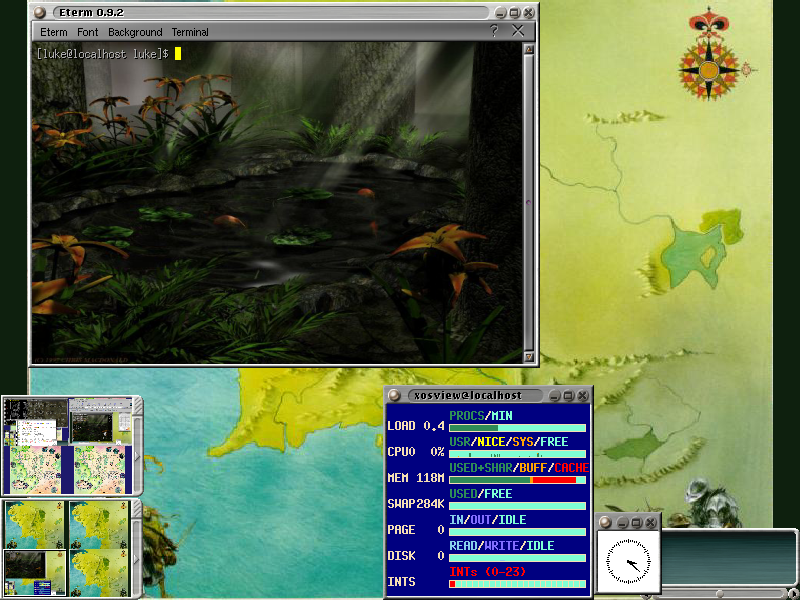 Eterm 0.9.2
Eterm Font Background Terminal ?
[luke@localhost luke]$
xosview@localhost
PROCS/MIN
LOAD 0.4
USR/NICE/SYS/FREE
CPU0 0%
USED+SHAR/BUFF/CACHE
MEM 118M
USED/FREE
SWAP284K
IN/OUT/IDLE
PAGE 0
READ/WRITE/IDLE
DISK 0
INTs (0-23)
INTS